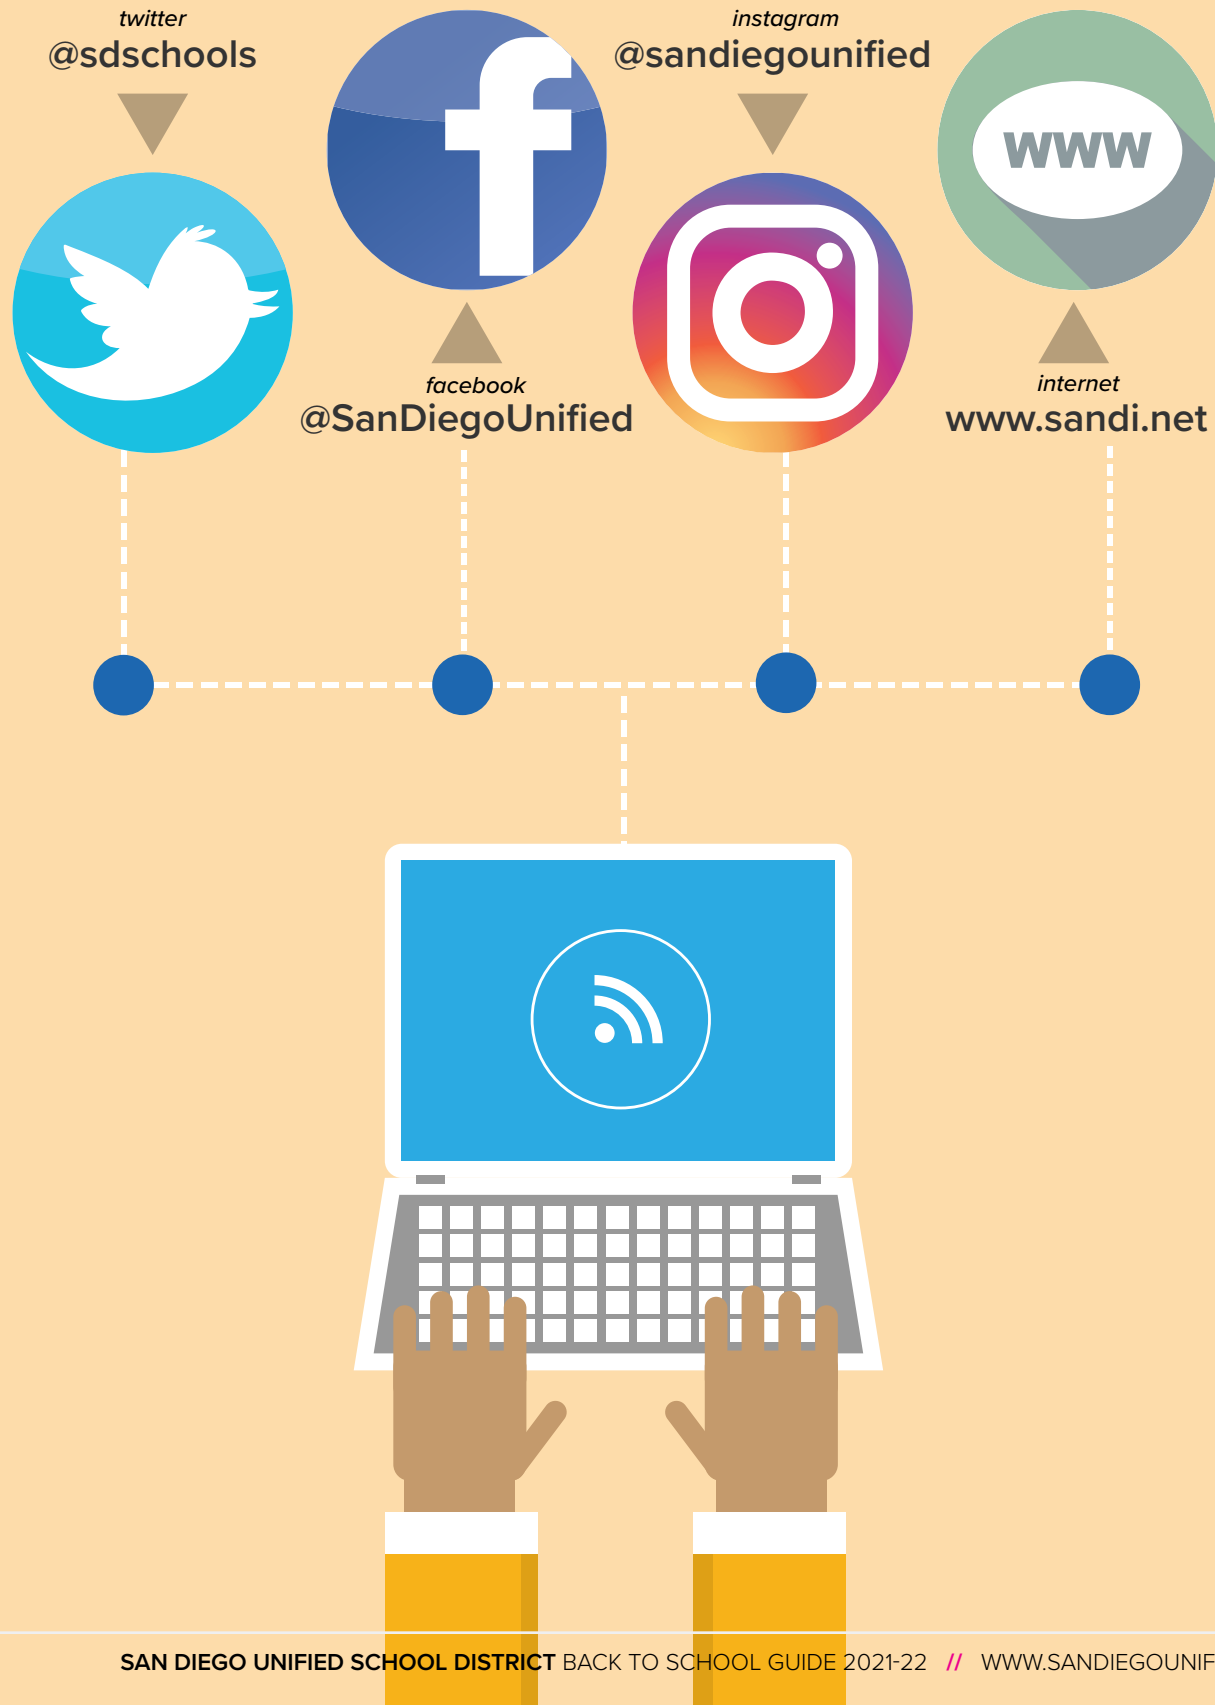 twitter
@sdschools
instagram
@sandiegounified
www
facebook
@SanDiegoUnified
internet
www.sandi.net
SAN DIEGO UNIFIED SCHOOL DISTRICT BACK TO SCHOOL GUIDE 2021-22 // WWW.SANDIEGOUNIF